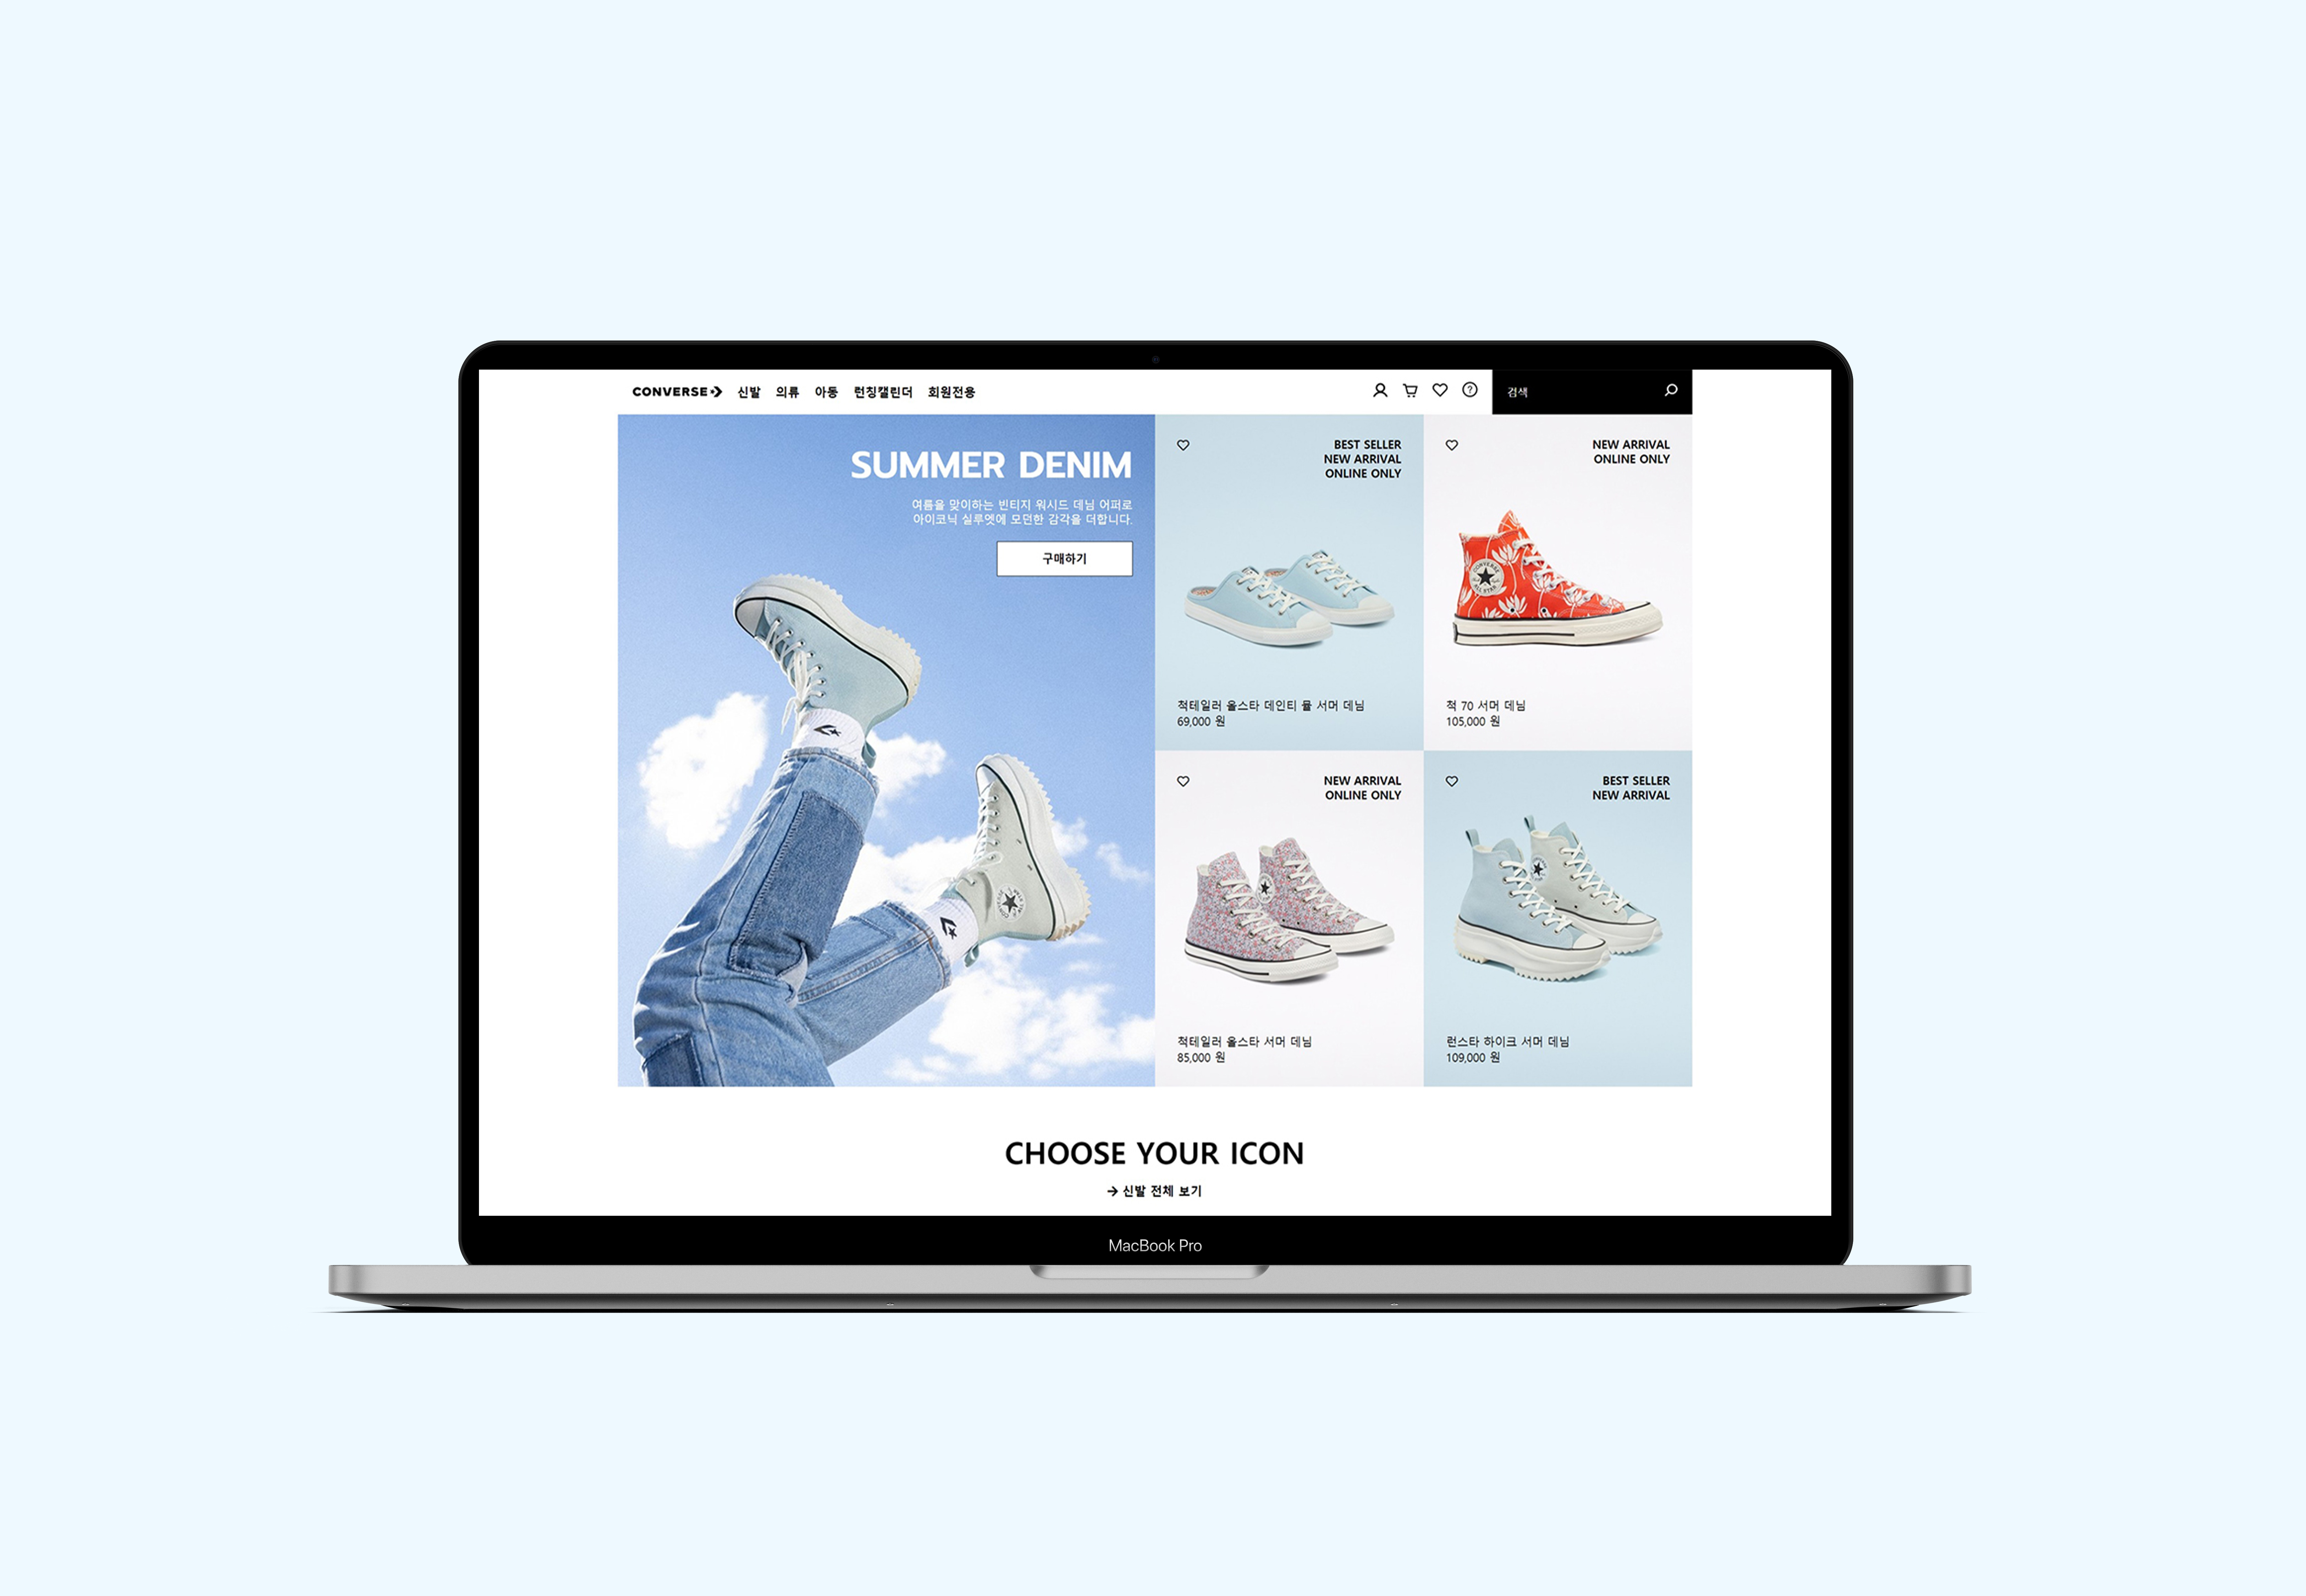 CONVERSE
신발 의류 아동 런칭캘린더 회원전용
검색
SUMMER DENIM
여름을 맞이하는 빈티지 워시드 데님 어퍼로
아이코닉 실루엣에 모던한 감각을 더합니다.
구매하기
BEST SELLER
NEW ARRIVAL
ONLINE ONLY
척테일러 올스타 데인티 뮬 서머 데님
69,000 원
NEW ARRIVAL
ONLINE ONLY
CONVERSE
ALL STAR
척 70 서머 데님
105,000 원
NEW ARRIVAL
ONLINE ONLY
척테일러 올스타 서머 데님
85,000 원
BEST SELLER
NEW ARRIVAL
런스타 하이크 서머 데님
109,000 원
CHOOSE YOUR ICON
→ 신발 전체 보기
MacBook Pro